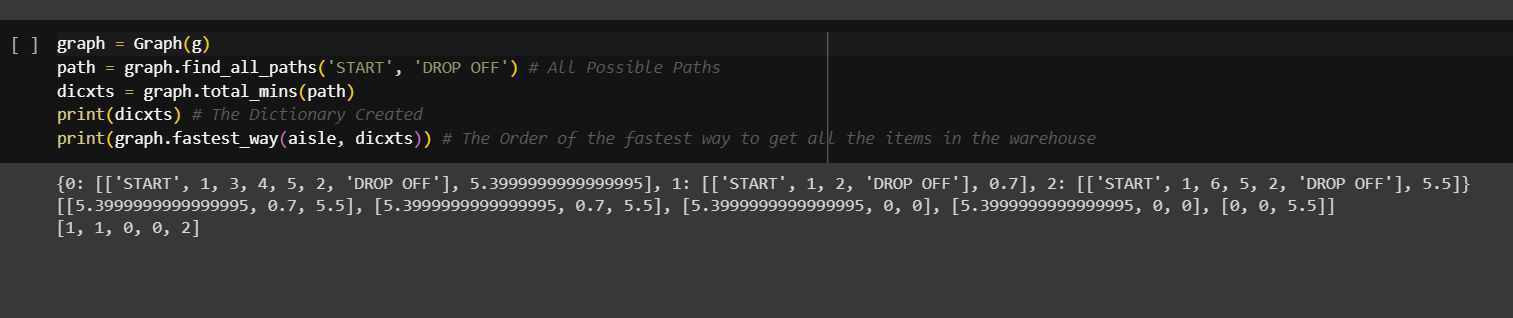 [ ] graph = Graph(g)
path = graph.find_all_paths('START', 'DROP OFF') # All Possible Paths
dicxts = graph.total_mins(path)
print(dicxts) # The Dictionary Created
print(graph.fastest_way(aisle, dicxts)) # The Order of the fastest way to get all the items in the warehouse
{0: [['START', 1, 3, 4, 5, 2, 'DROP OFF'], 5.3999999999999995], 1: [['START', 1, 2, 'DROP OFF'], 0.7], 2: [['START', 1, 6, 5, 2, 'DROP OFF'], 5.5]}
[[5.3999999999999995, 0.7, 5.5], [5.3999999999999995, 0.7, 5.5], [5.3999999999999995, 0, 0], [5.3999999999999995, 0, 0], [0, 0, 5.5]]
[1, 1, 0, 0, 2]